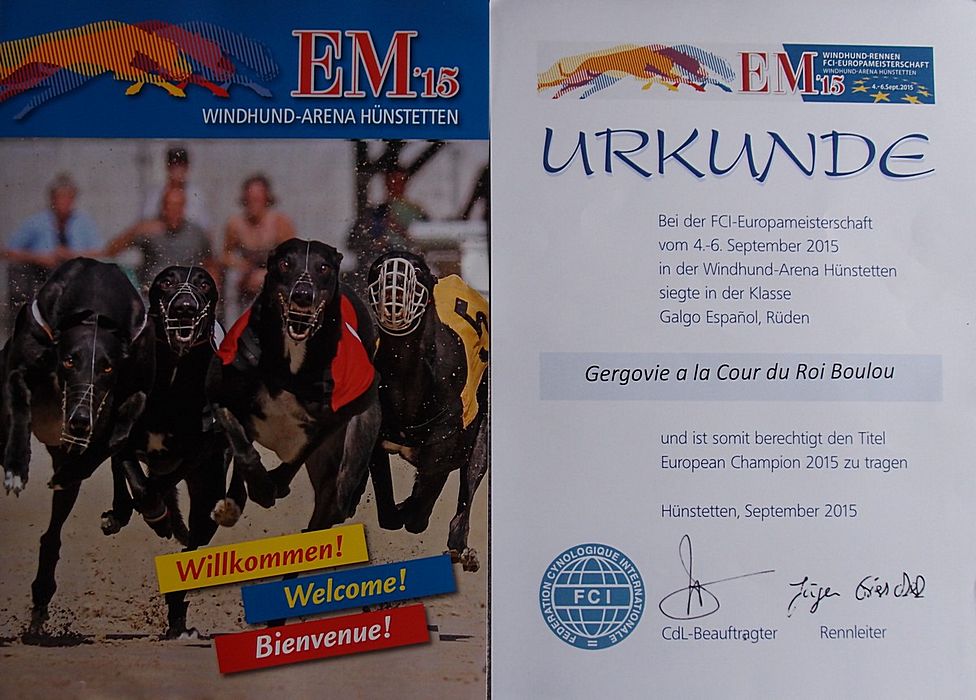 EM'15
WINDHUND-ARENA HÜNSTETTEN
Willkommen!
Welcome!
Bienvenue!
EM'15
WINDHUND-RENNEN
FCI-EUROPAMEISTERSCHAFT
WINDHUND-ARENA HÜNSTETTEN
4.-6.Sept.2015
URKUNDE
Bei der FCI-Europameisterschaft
vom 4.-6. September 2015
in der Windhund-Arena Hünstetten
siegte in der Klasse
Galgo Español, Rüden
Gergovie a la Cour du Roi Boulou
und ist somit berechtigt den Titel
European Champion 2015 zu tragen
Hünstetten, September 2015
FEDERATION CYNOLOGIQUE INTERNATIONALE
FCI
Jürgen
CdL-Beauftragter
Rennleiter